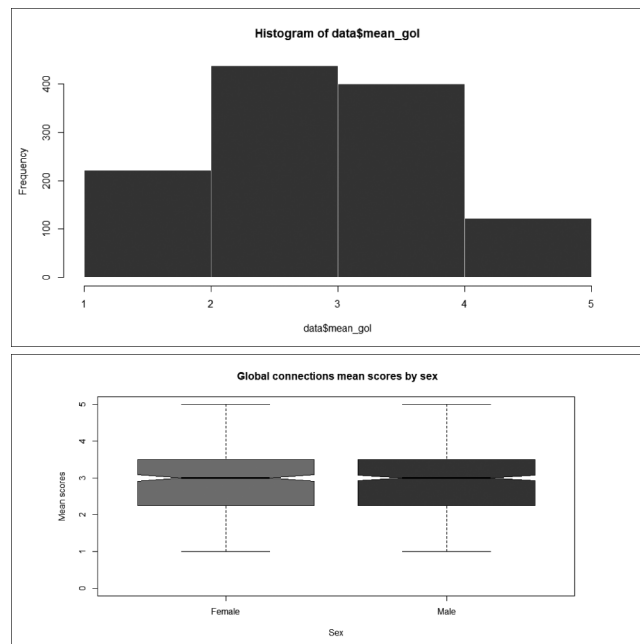 Histogram of data$mean_gol
Frequency
400
300
200
100
0
1 2 3 4 5
data$mean_gol
Global connections mean scores by sex
Mean scores
5
4
3
2
1
0
Female Male
Sex